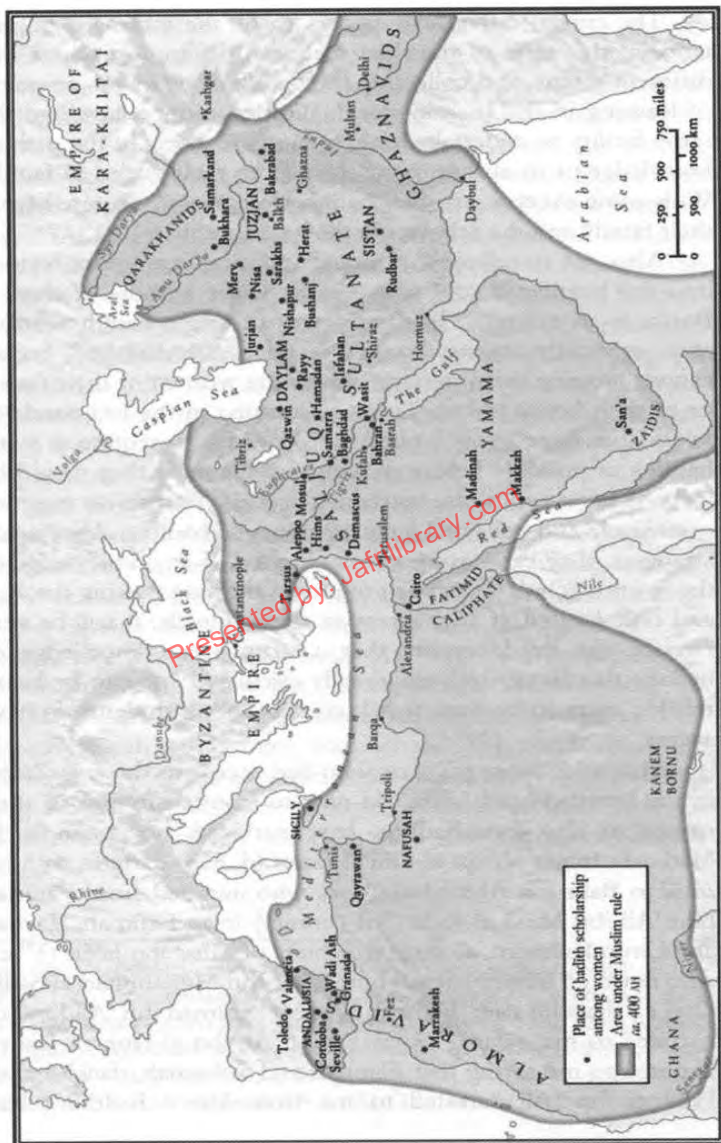 EMPIRE OF
KARAKHITAI
Kashgar
Syr Darya
QARAKHANIDS
Samarkand
Bukhara
Aral
Sea
Amu Darya
JUZJAN
Balkh
Bakrabad
Ghazna
Multan
Delhi
GHAZNAVIDS
Merv
Nisa
Sarakhs
Herat
Nishapur
Bushanj
SISTAN
Rudbar
Daybul
Arabian
Sea
0 250 500 750 miles
0 500 1000 km
Volga
Caspian Sea
Jurjan
DAYLAM
Rayy
Qazwin
Hamadan
Isfahan
Shiraz
Hormuz
Tibriz
SALJUQ SULTANATE
Euphrates
Mosul
Samarra
Baghdad
Tigris
Wasit
Kufah
Bahran
Basrah
The Gulf
YAMAMA
Madinah
Makkah
San'a
ZAIDIS
Red Sea
Black Sea
Constantinople
BYZANTINE
EMPIRE
Danube
Rhine
Tarsus
Aleppo
Hims
Damascus
Jerusalem
Cairo
FATIMID
CALIPHATE
Nile
Alexandria
Barqa
Mediterranean Sea
SICILY
Tunis
Tripoli
Qayrawan
NAFUSAH
KANEM
BORNU
Toledo
Valencia
ANDALUSIA
Cordoba
Wadi Ash
Seville
Granada
Fez
Marrakesh
ALMORAVIDS
GHANA
Niger
Senegal
Place of hadith scholarship
among women
Area under Muslim rule
ca. 400 AH
Presented by: Jafrilibrary.com